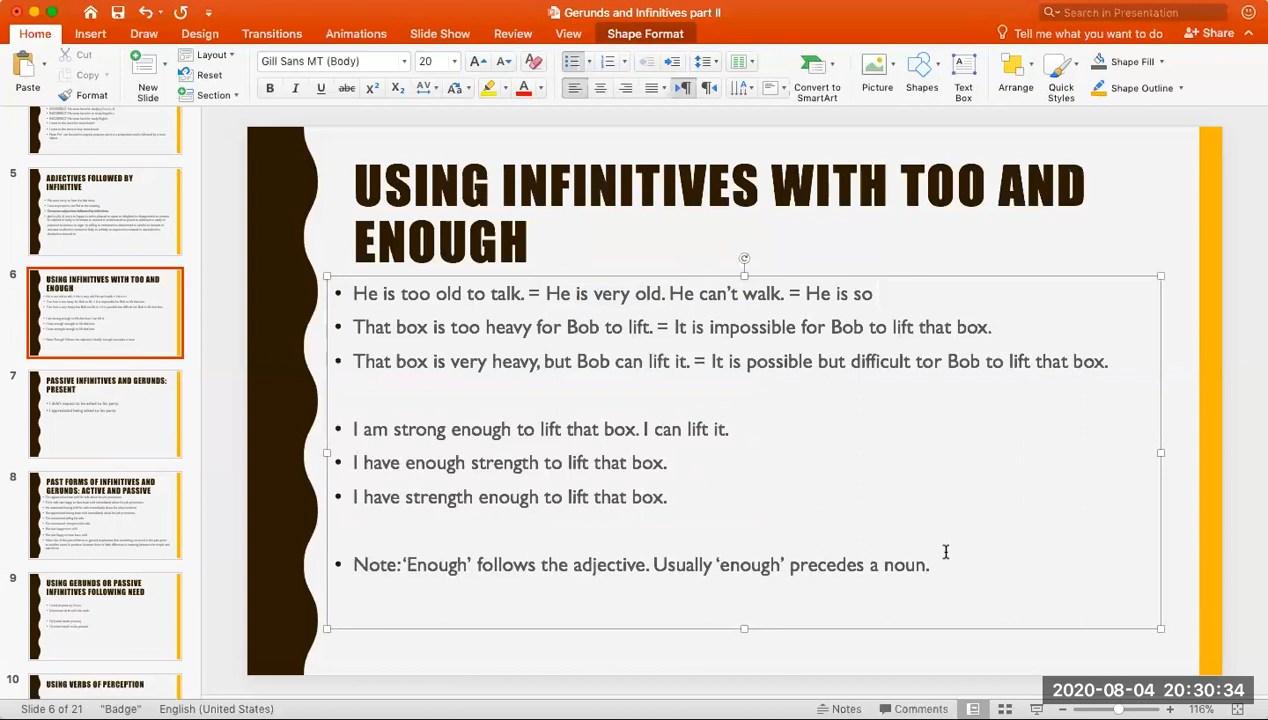 Gerunds and Infinitives part II
Search in Presentation
Home Insert Draw Design Transitions Animations Slide Show Review View Shape Format Tell me what you want to do Share
Paste
Cut
Copy
Format
New Slide
Layout
Reset
Section
Gill Sans MT (Body) 20
Convert to SmartArt
Picture
Shapes
Text Box
Arrange
Quick Styles
Shape Fill
Shape Outline
5
ADJECTIVES FOLLOWED BY
INFINITIVE
6
USING INFINITIVES WITH TOO AND
ENOUGH
7
PASSIVE INFINITIVES AND GERUNDS:
PRESENT
8
PAST FORMS OF INFINITIVES AND
GERUNDS: ACTIVE AND PASSIVE
9
USING GERUNDS OR PASSIVE
INFINITIVES FOLLOWING NEED
10
USING VERBS OF PERCEPTION
USING INFINITIVES WITH TOO AND
ENOUGH
• He is too old to talk. = He is very old. He can't walk. = He is so
• That box is too heavy for Bob to lift. = It is impossible for Bob to lift that box.
• That box is very heavy, but Bob can lift it. = It is possible but difficult tor Bob to lift that box.
• I am strong enough to lift that box. I can lift it.
• I have enough strength to lift that box.
• I have strength enough to lift that box.
• Note: 'Enough' follows the adjective. Usually 'enough' precedes a noun.
2020-08-04 20:30:34
Slide 6 of 21 "Badge" English (United States) Notes Comments 116%